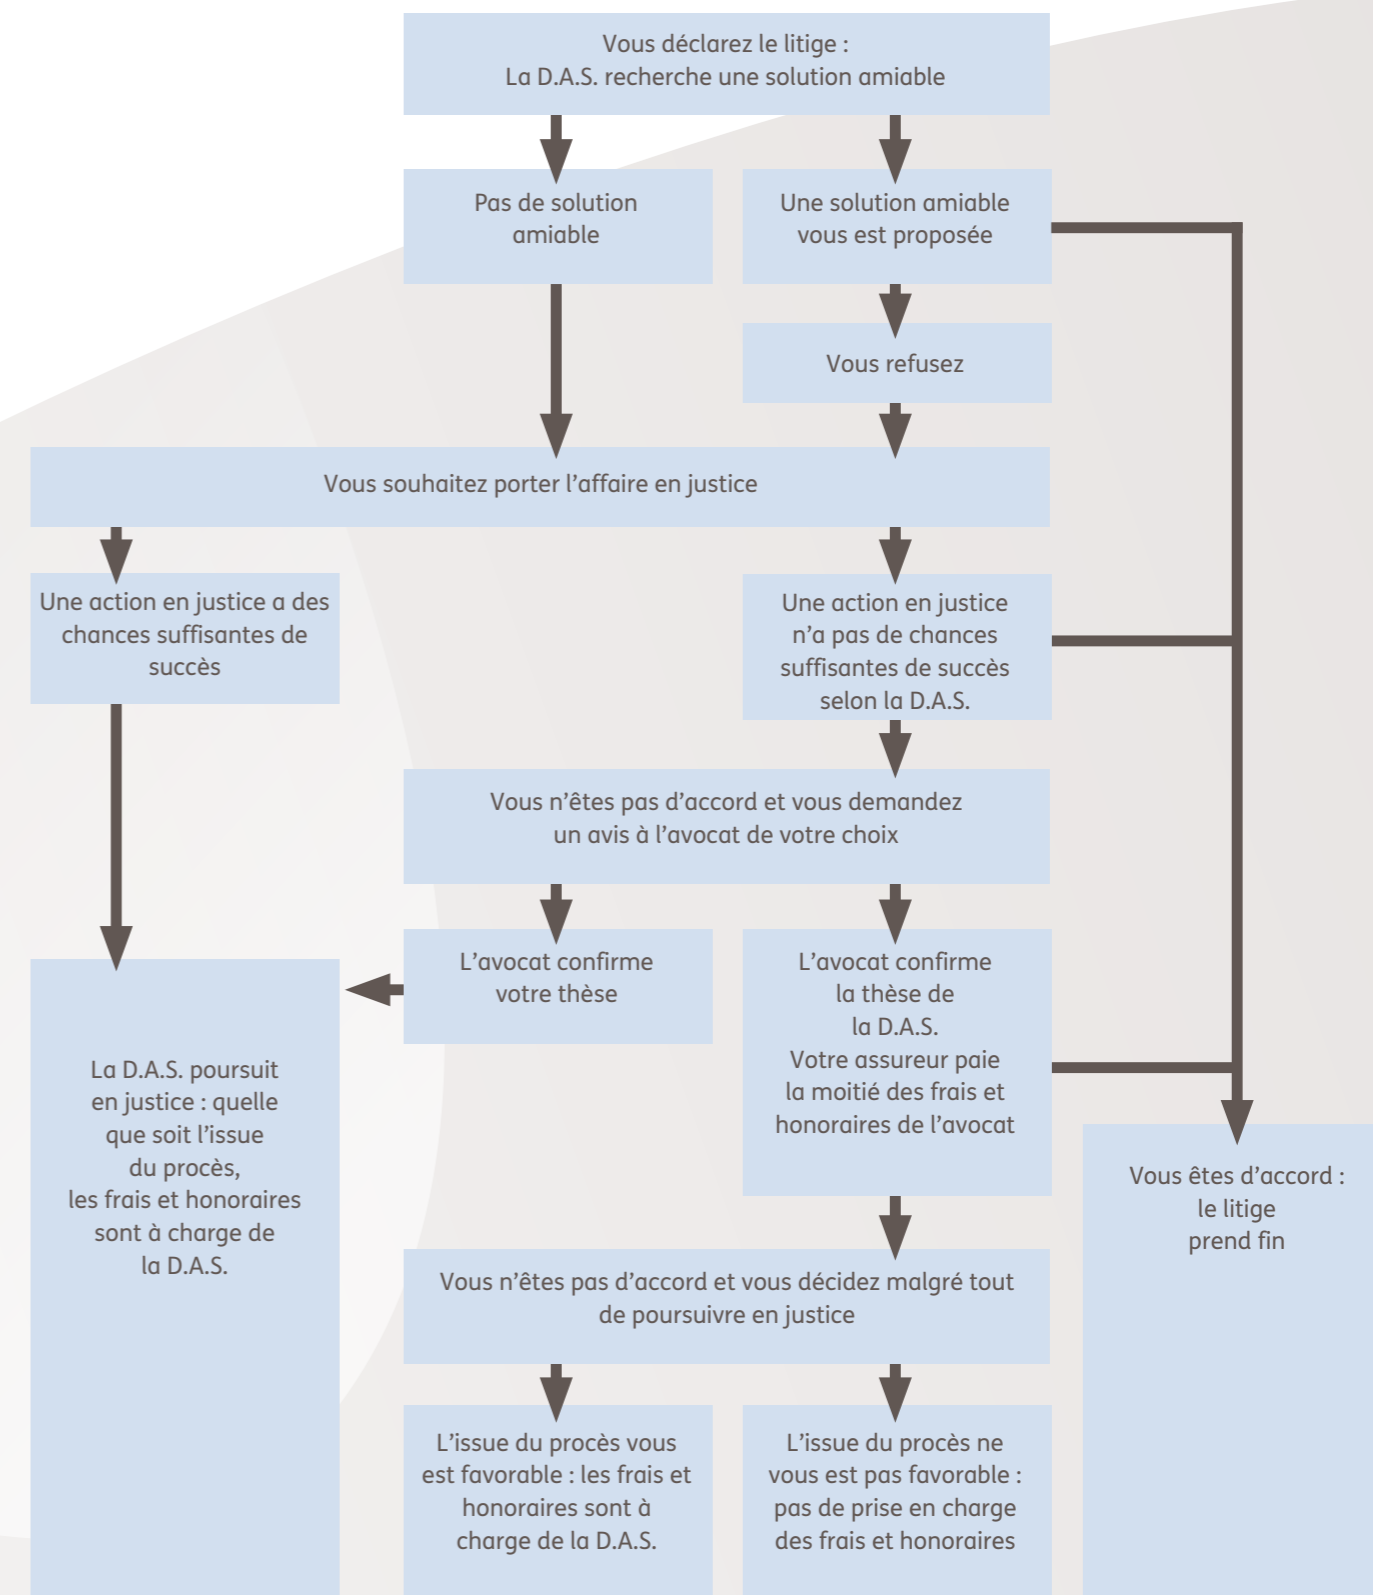 Vous déclarez le litige :
La D.A.S. recherche une solution amiable
Pas de solution
amiable
Une solution amiable
vous est proposée
Vous refusez
Vous souhaitez porter l’affaire en justice
Une action en justice a des
chances suffisantes de
succès
Une action en justice
n’a pas de chances
suffisantes de succès
selon la D.A.S.
Vous n’êtes pas d’accord et vous demandez
un avis à l’avocat de votre choix
L’avocat confirme
votre thèse
L’avocat confirme
la thèse de
la D.A.S.
Votre assureur paie
la moitié des frais et
honoraires de l’avocat
La D.A.S. poursuit
en justice : quelle
que soit l’issue
du procès,
les frais et honoraires
sont à charge de
la D.A.S.
Vous êtes d’accord :
le litige
prend fin
Vous n’êtes pas d’accord et vous décidez malgré tout
de poursuivre en justice
L’issue du procès vous
est favorable : les frais et
honoraires sont à
charge de la D.A.S.
L’issue du procès ne
vous est pas favorable :
pas de prise en charge
des frais et honoraires